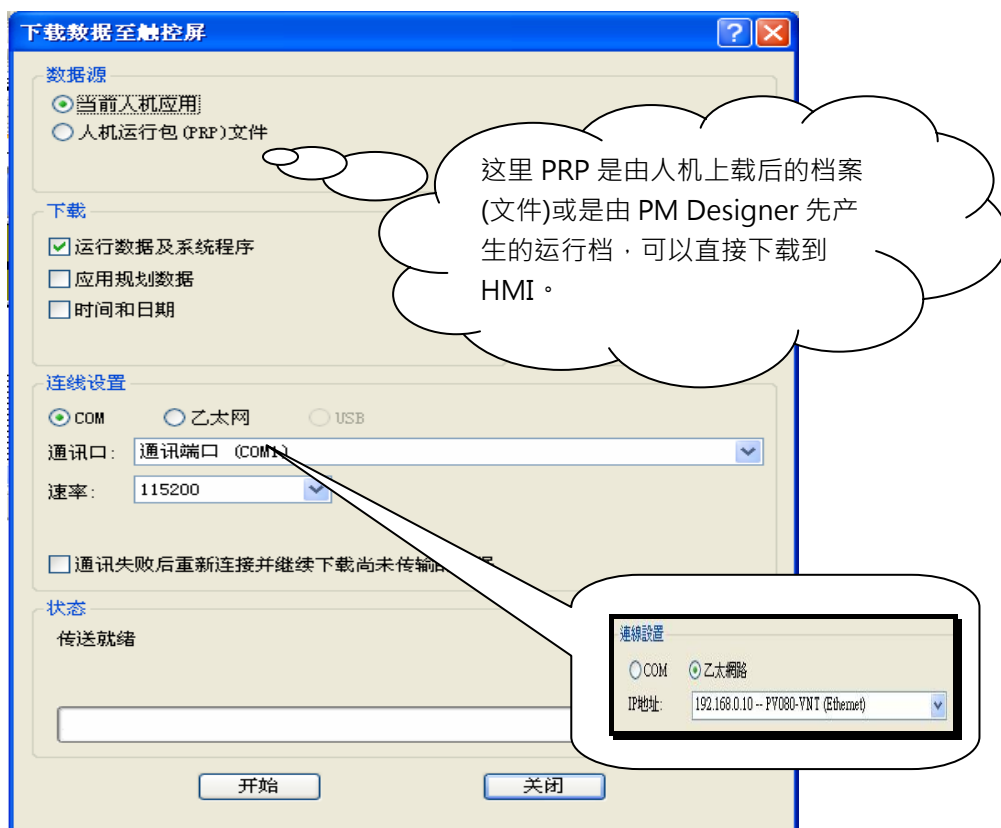 下载数据至触控屏
数据源
当前人机应用
人机运行包(PRP)文件
这里 PRP 是由人机上载后的档案
(文件)或是由 PM Designer 先产
生的运行档，可以直接下载到
HMI。
下载
运行数据及系统程序
应用规划数据
时间和日期
连线设置
COM 乙太网 USB
通讯口: 通讯端口 (COM1)
速率: 115200
通讯失败后重新连接并继续下载尚未传输
状态
传送就绪
連線設置
COM 乙太網路
IP地址: 192.168.0.10 -- PV080-VNT (Ethernet)
开始 关闭